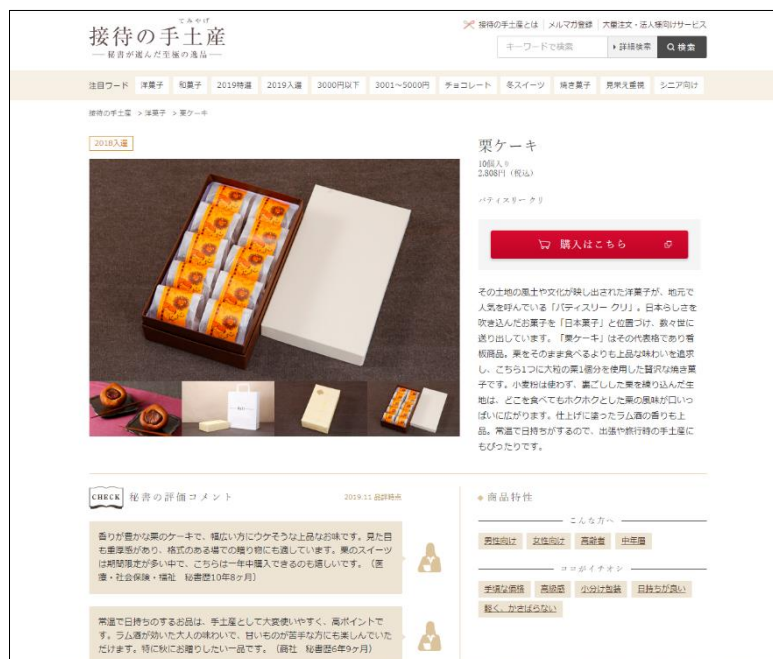 てみやげ
接待の手土産
秘書が選んだ至極の逸品
接待の手土産とは
メルマガ登録
大量注文・法人様向けサービス
キーワードで検索
詳細検索
検索
注目ワード
洋菓子
和菓子
2019特選
2019入選
3000円以下
3001～5000円
チョコレート
冬スイーツ
焼き菓子
見栄え重視
シニア向け
接待の手土産 > 洋菓子 > 栗ケーキ
2018入選
栗ケーキ
10個入り
2,808円（税込）
パティスリー クリ
購入はこちら
その土地の風土や文化が映し出された洋菓子が、地元で
人気を呼んでいる「パティスリー クリ」。日本らしさを
吹き込んだお菓子を「日本菓子」と位置づけ、数々世に
送り出しています。「栗ケーキ」はその代表格であり看
板商品。栗をそのまま食べるよりも上品な味わいを追求
し、こちら1つに大粒の栗1個分を使用した贅沢な焼き菓
子です。小麦粉は使わず、裏ごしした栗を練り込んだ生
地は、どこを食べてもホクホクとした栗の風味が口いっ
ぱいに広がります。仕上げに塗ったラム酒の香りも上
品。常温で日持ちがするので、出張や旅行時の手土産に
もぴったりです。
CHECK
秘書の評価コメント
2019.11 品評時点
香りが豊かな栗のケーキで、幅広い方にウケそうな上品なお味です。見た目
も重厚感があり、格式のある場での贈り物にも適しています。栗のスイーツ
は期間限定が多い中で、こちらは一年中購入できるのも嬉しいです。（医
療・社会保険・福祉　秘書歴10年8ヶ月）
常温で日持ちのするお品は、手土産として大変使いやすく、高ポイントで
す。ラム酒が効いた大人の味わいで、甘いものが苦手な方にも楽しんでいた
だけます。特に秋にお贈りしたい一品です。（商社　秘書歴6年9ヶ月）
商品特性
こんな方へ
男性向け
女性向け
高齢者
中年層
ココがイチオシ
手頃な価格
高級感
小分け包装
日持ちが良い
軽く、かさばらない